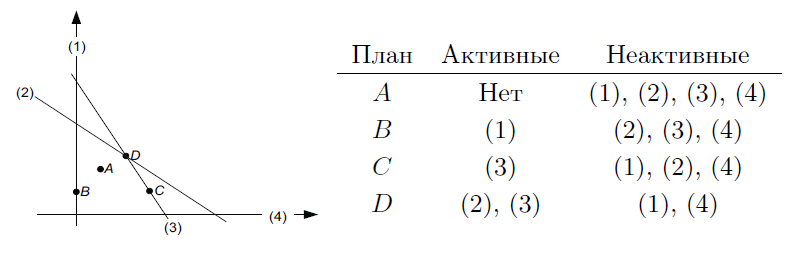 (1)
(2)
D
A
B
C
(4)
(3)
План Активные Неактивные
A Нет (1), (2), (3), (4)
B (1) (2), (3), (4)
C (3) (1), (2), (4)
D (2), (3) (1), (4)